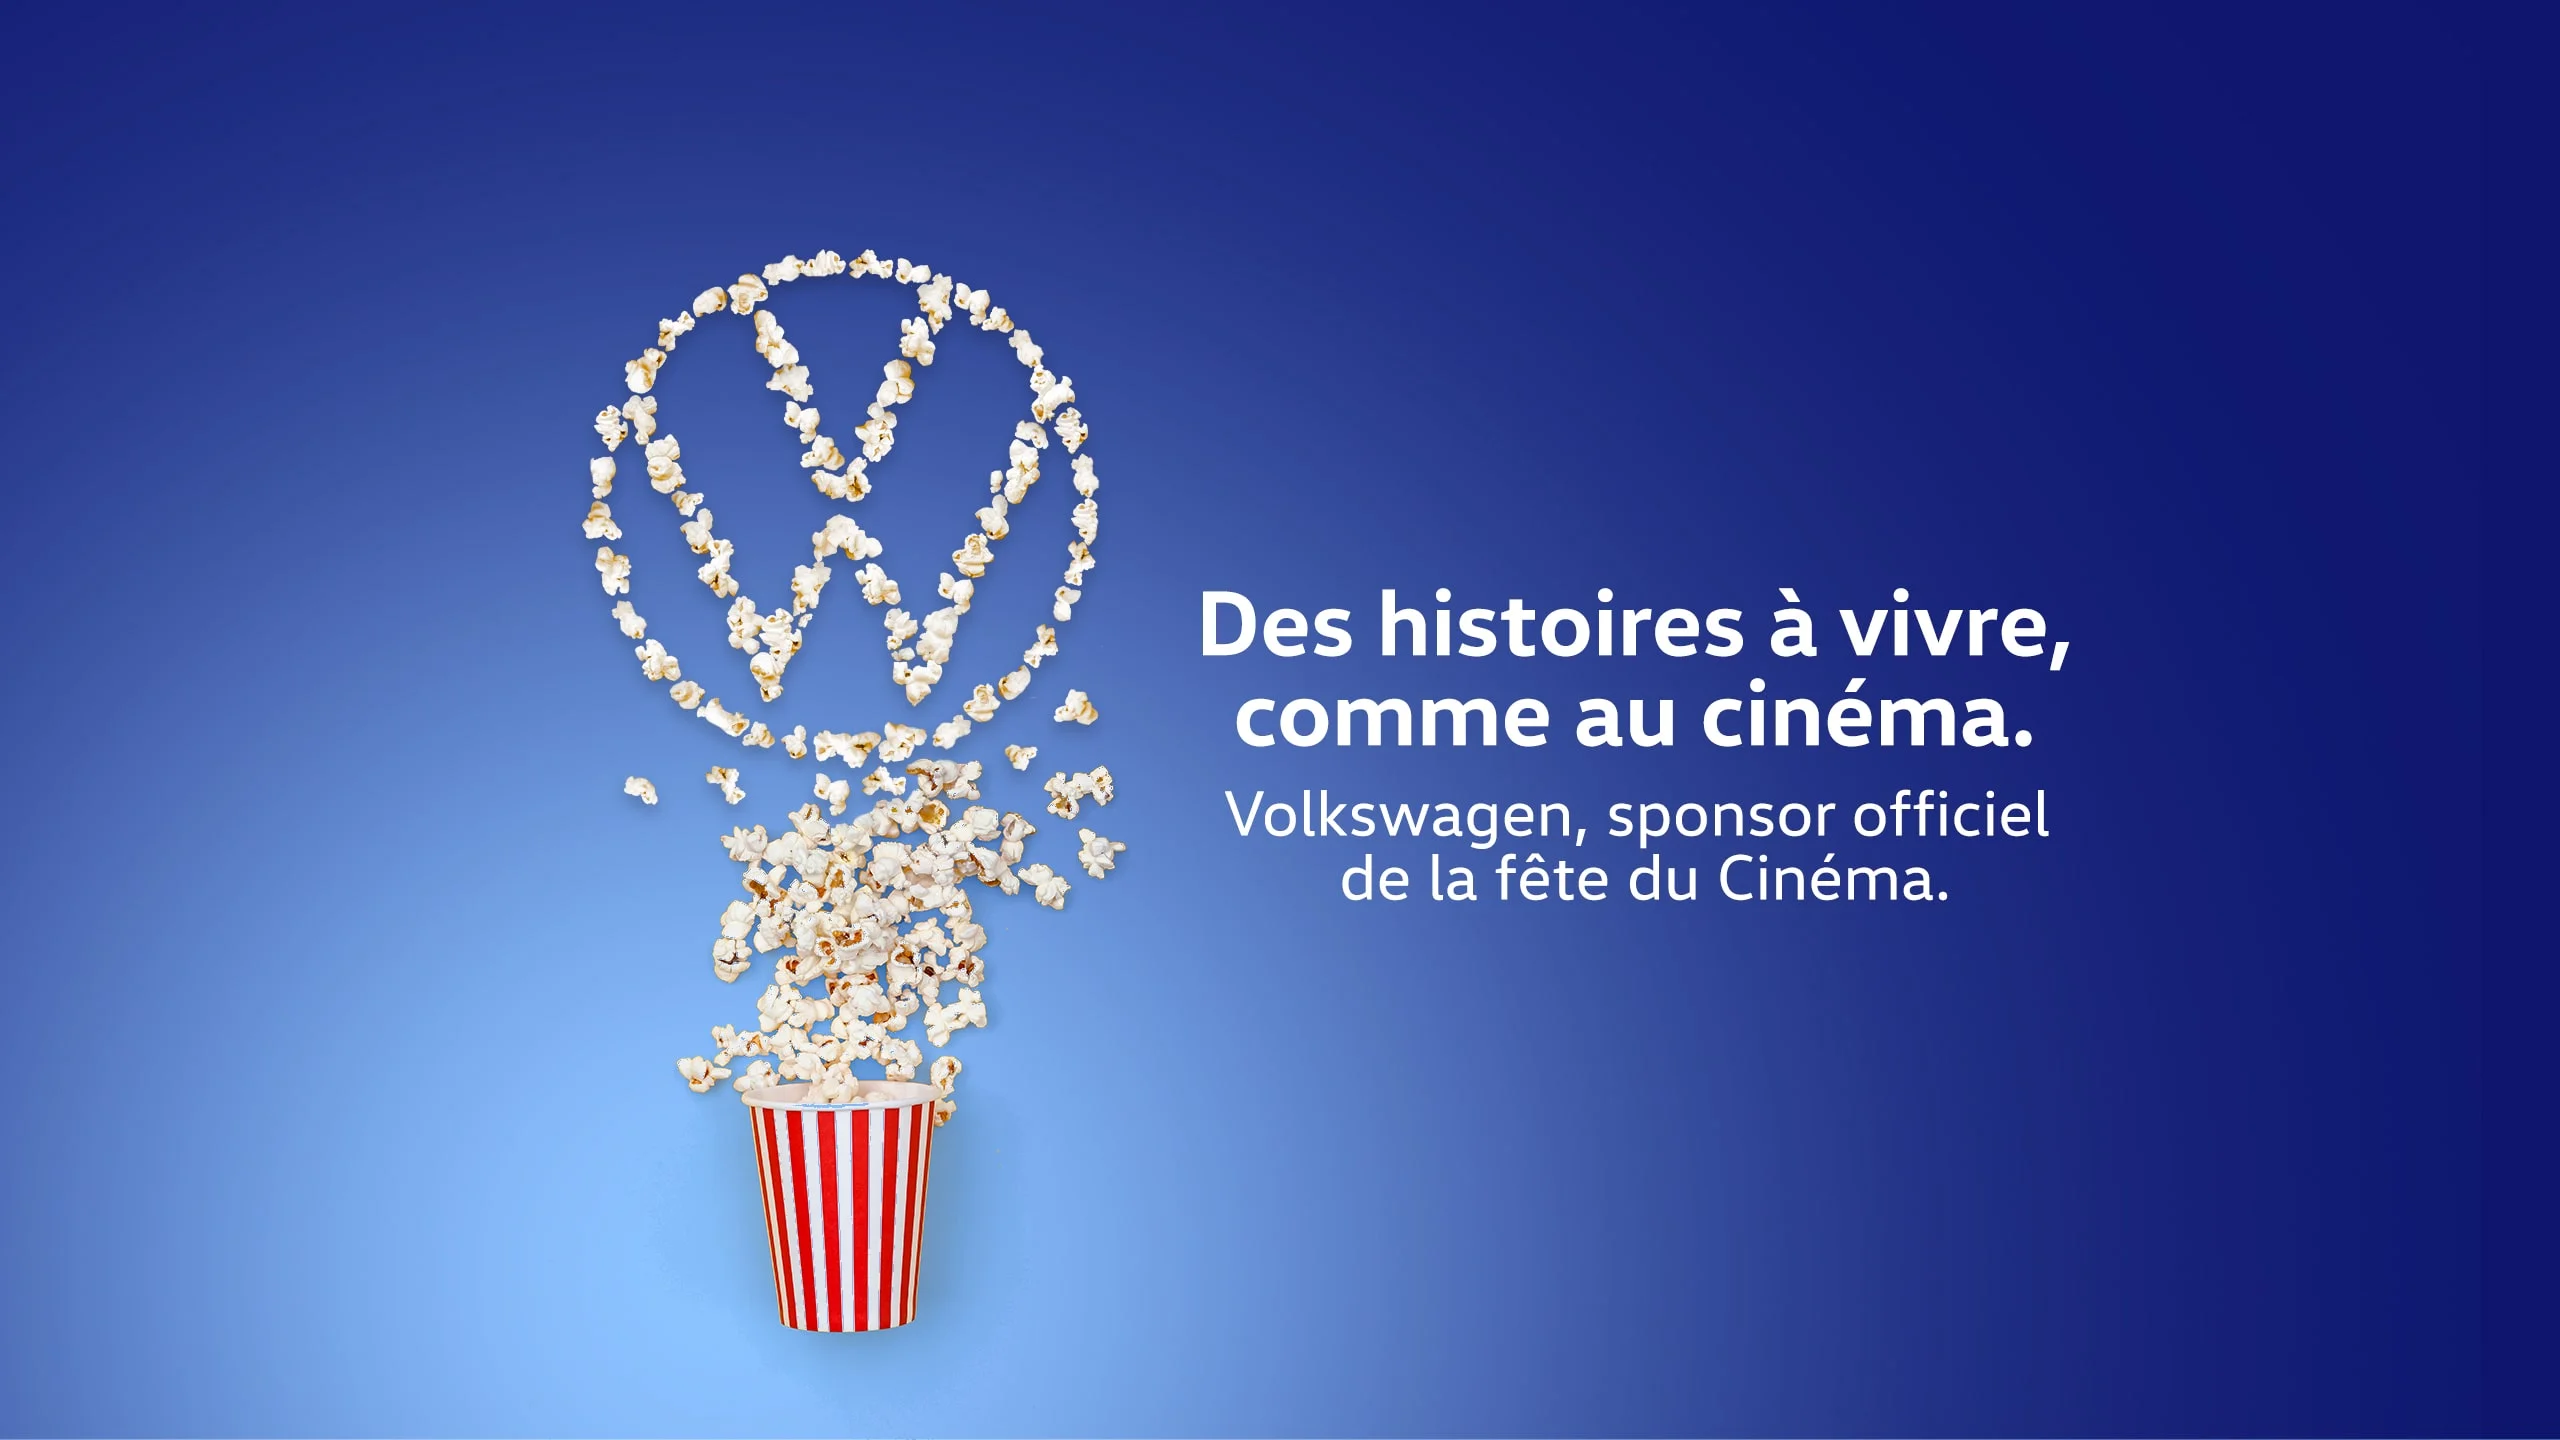 Des histoires à vivre,
comme au cinéma.
Volkswagen, sponsor officiel
de la fête du Cinéma.